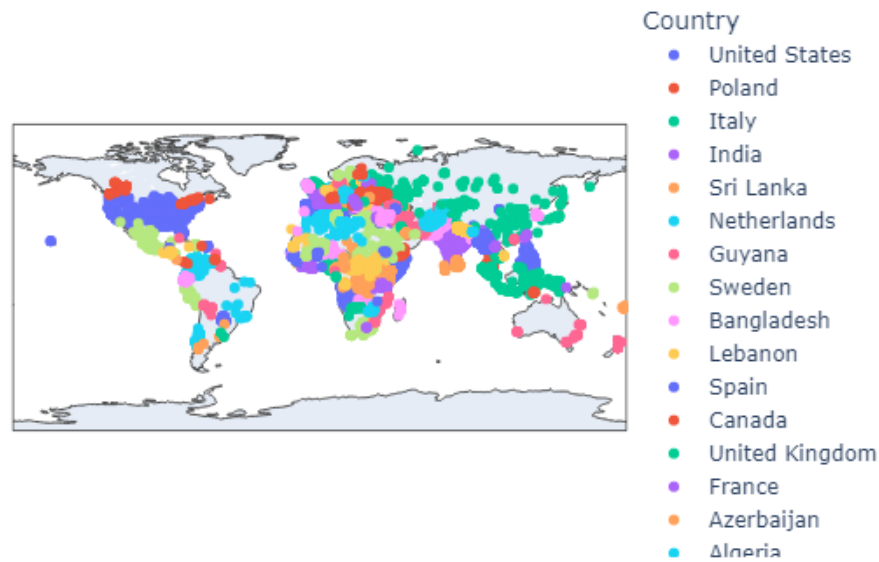 Country
United States
Poland
Italy
India
Sri Lanka
Netherlands
Guyana
Sweden
Bangladesh
Lebanon
Spain
Canada
United Kingdom
France
Azerbaijan
Algeria